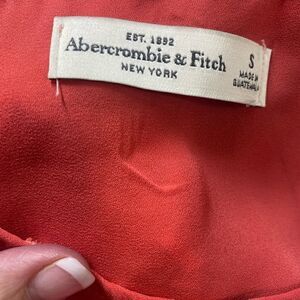 EST. 1892
Abercrombie & Fitch
NEW YORK
S
MADE IN
GUATEMALA